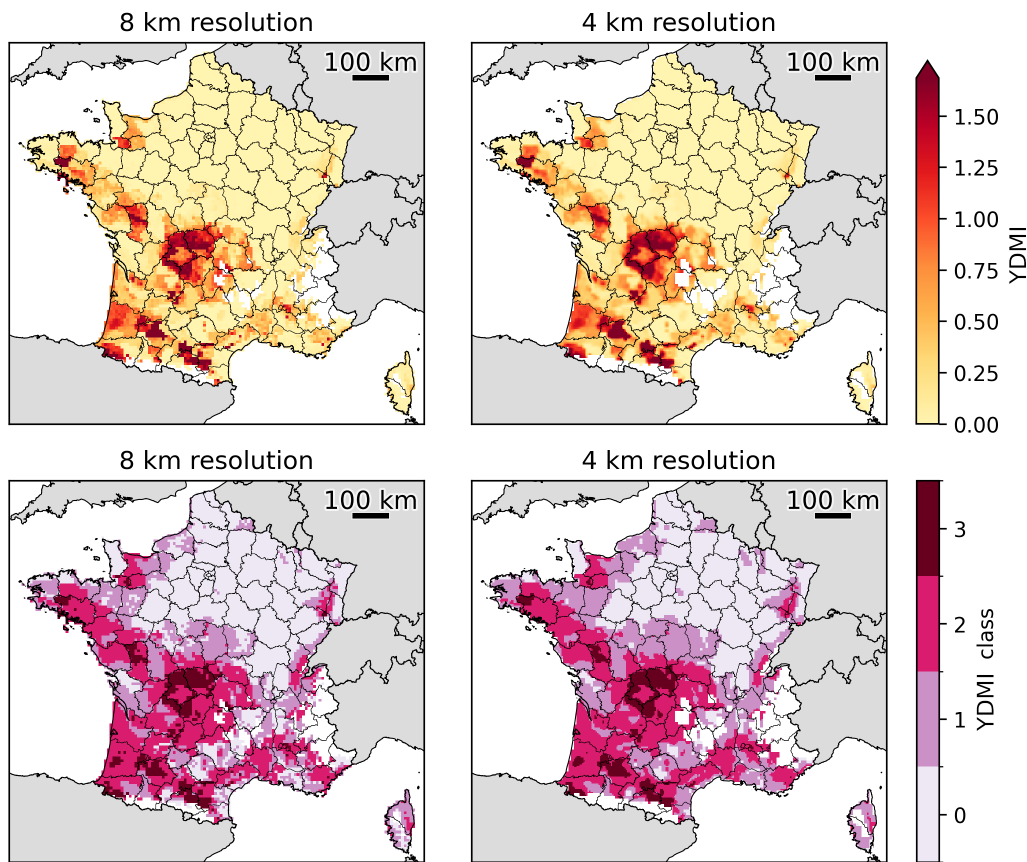 8 km resolution
4 km resolution
100 km
100 km
1.50
1.25
1.00
0.75
0.50
0.25
0.00
YDMI
8 km resolution
4 km resolution
100 km
100 km
3
2
1
0
YDMI class